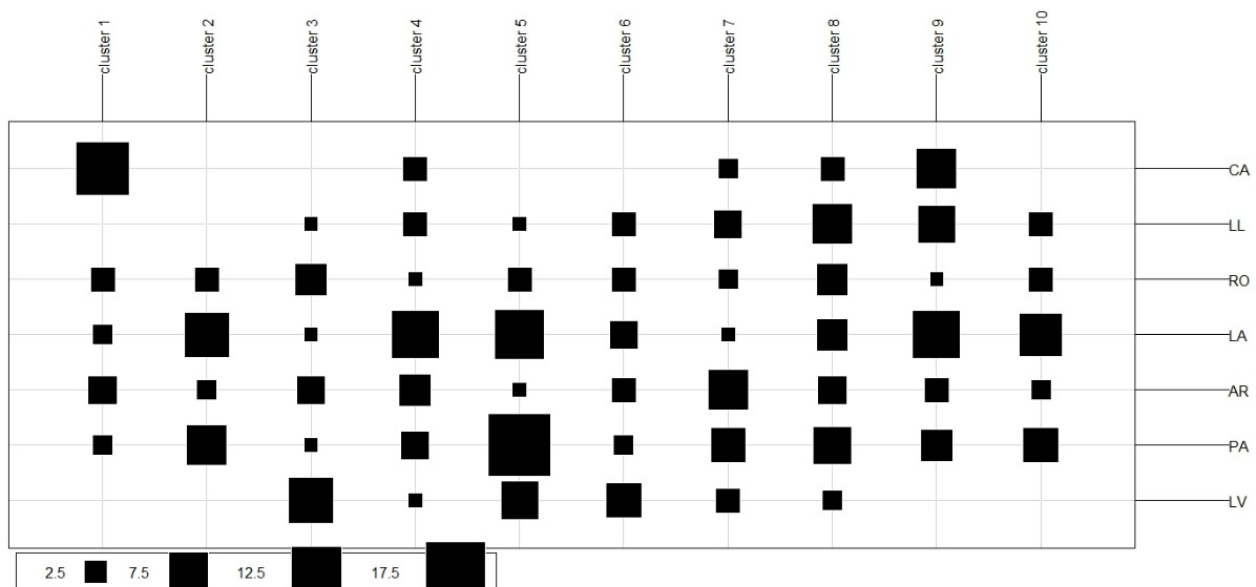 cluster 1
cluster 2
cluster 3
cluster 4
cluster 5
cluster 6
cluster 7
cluster 8
cluster 9
cluster 10
CA
LL
RO
LA
AR
PA
LV
2.5 7.5 12.5 17.5